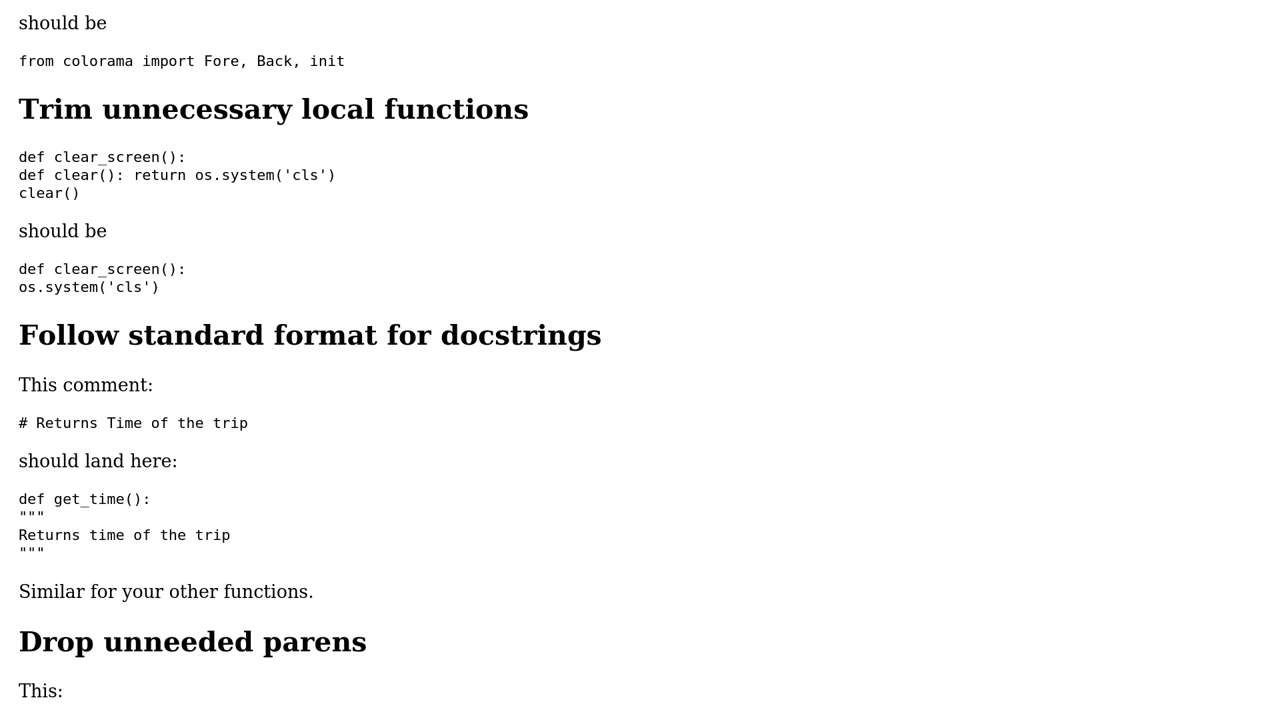 should be
from colorama import Fore, Back, init
Trim unnecessary local functions
def clear_screen():
def clear(): return os.system('cls')
clear()
should be
def clear_screen():
os.system('cls')
Follow standard format for docstrings
This comment:
# Returns Time of the trip
should land here:
def get_time():
"""
Returns time of the trip
"""
Similar for your other functions.
Drop unneeded parens
This: